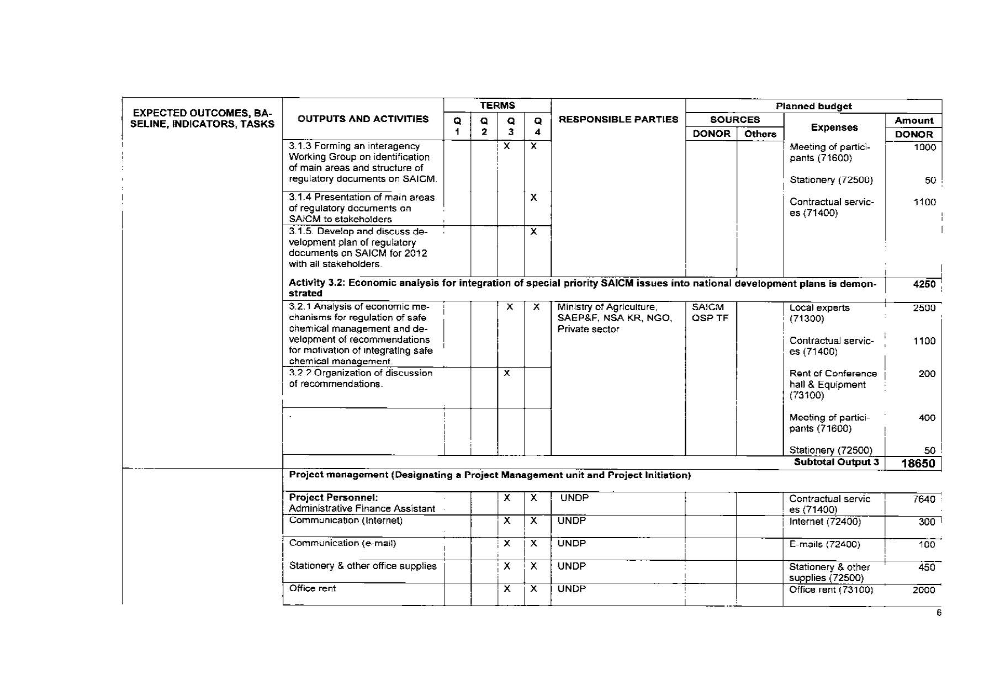 EXPECTED OUTCOMES, BA-
SELINE, INDICATORS, TASKS
OUTPUTS AND ACTIVITIES
TERMS
Q
1
Q
2
Q
3
Q
4
RESPONSIBLE PARTIES
Planned budget
SOURCES
DONOR
Others
Expenses
Amount
DONOR
3.1.3 Forming an interagency
Working Group on identification
of main areas and structure of
regulatory documents on SAICM.
X X
Meeting of partici-
pants (71600)
1000
Stationery (72500)
50
3.1.4 Presentation of main areas
of regulatory documents on
SAICM to stakeholders
X
Contractual servic-
es (71400)
1100
3.1.5. Develop and discuss de-
velopment plan of regulatory
documents on SAICM for 2012
with all stakeholders.
X
Activity 3.2: Economic analysis for integration of special priority SAICM issues into national development plans is demon-
strated
4250
3.2.1 Analysis of economic me-
chanisms for regulation of safe
chemical management and de-
velopment of recommendations
for motivation of integrating safe
chemical management.
X X
Ministry of Agriculture,
SAEP&F, NSA KR, NGO,
Private sector
SAICM
QSP TF
Local experts
(71300)
2500
Contractual servic-
es (71400)
1100
3.2.2 Organization of discussion
of recommendations.
X
Rent of Conference
hall & Equipment
(73100)
200
Meeting of partici-
pants (71600)
400
Stationery (72500)
50
Subtotal Output 3
18650
Project management (Designating a Project Management unit and Project Initiation)
Project Personnel:
Administrative Finance Assistant
X X
UNDP
Contractual servic
es (71400)
7640
Communication (Internet)
X X
UNDP
Internet (72400)
300
Communication (e-mail)
X X
UNDP
E-mails (72400)
100
Stationery & other office supplies
X X
UNDP
Stationery & other
supplies (72500)
450
Office rent
X X
UNDP
Office rent (73100)
2000
6